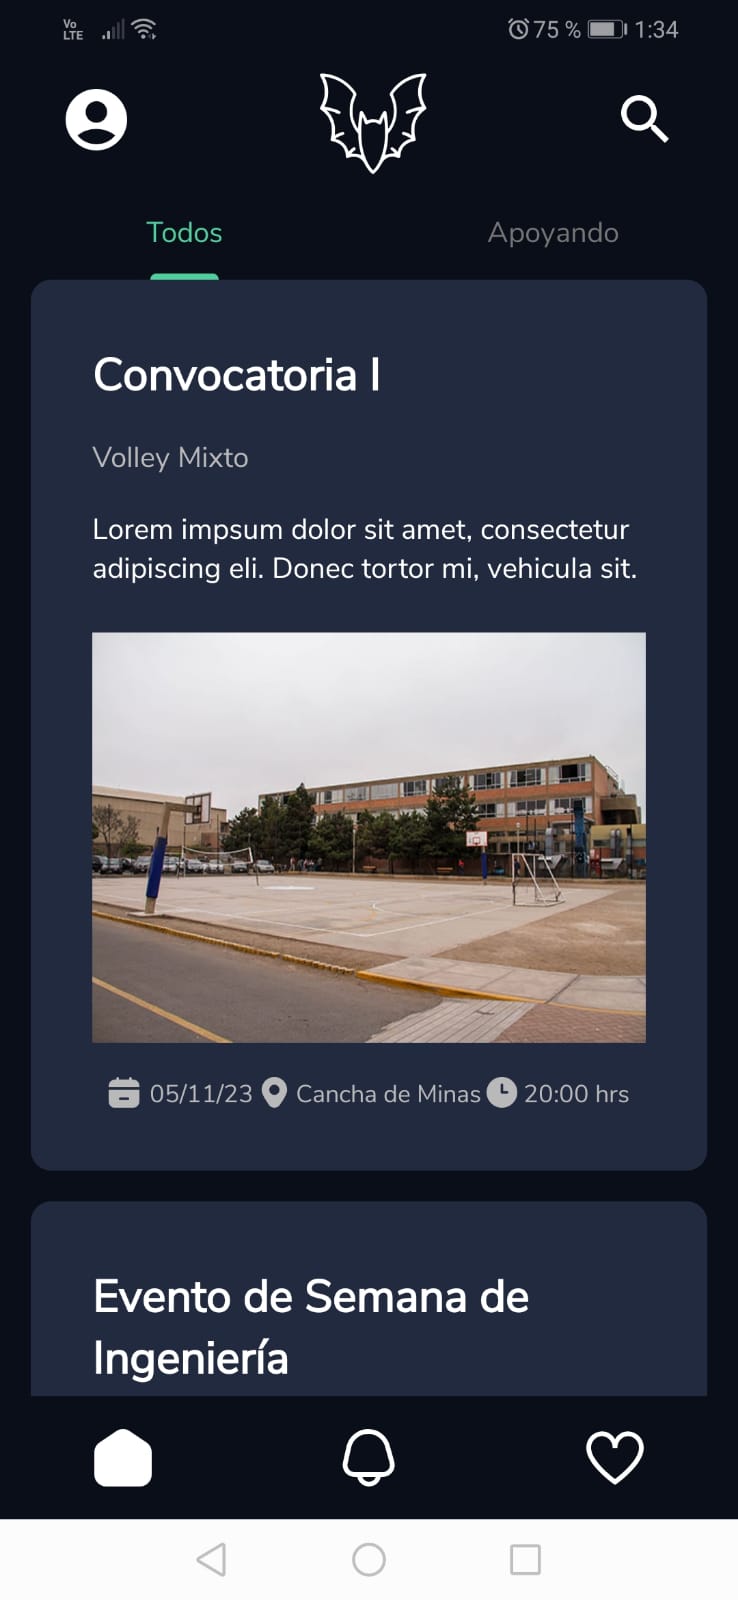 Vo
LTE
75 %
1:34
Todos
Apoyando
Convocatoria I
Volley Mixto
Lorem impsum dolor sit amet, consectetur
adipiscing eli. Donec tortor mi, vehicula sit.
05/11/23 Cancha de Minas 20:00 hrs
Evento de Semana de
Ingeniería